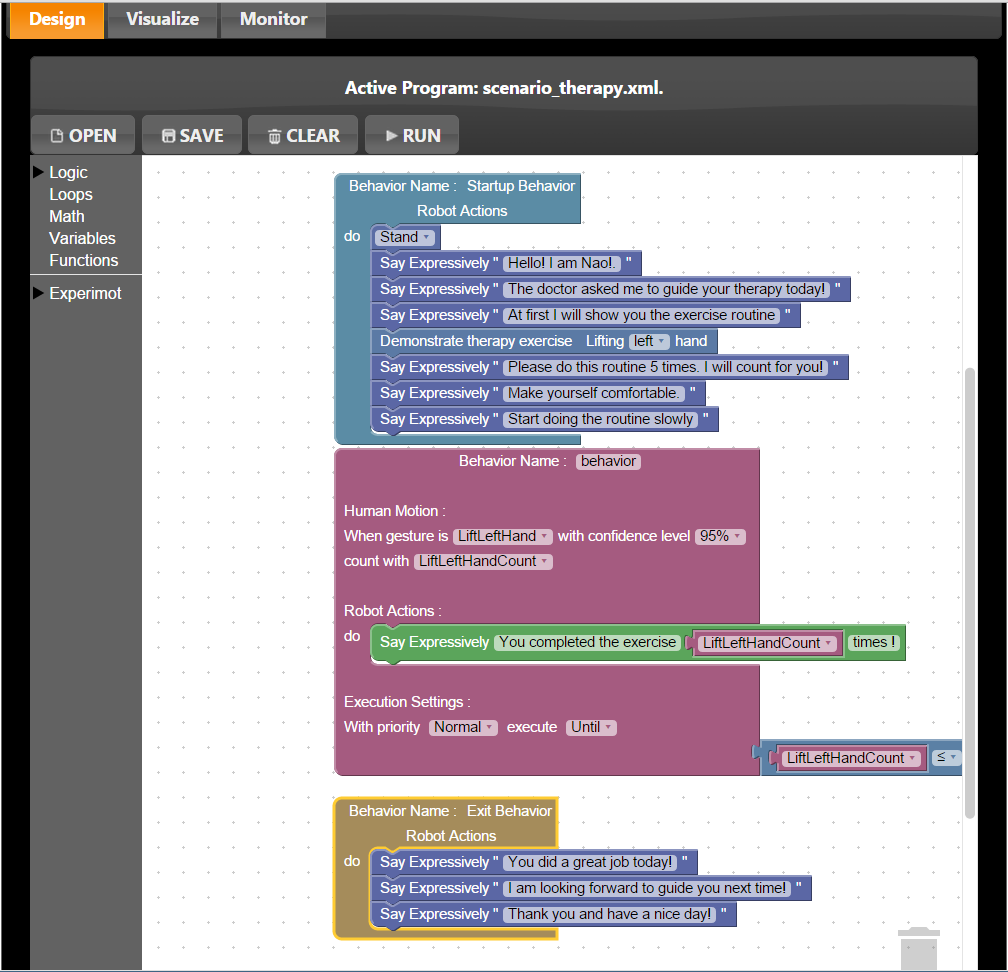 Design Visualize Monitor
Active Program: scenario_therapy.xml.
OPEN SAVE CLEAR RUN
Logic
Loops
Math
Variables
Functions
Experimot
Behavior Name : Startup Behavior
Robot Actions
do Stand
Say Expressively " Hello! I am Nao!. "
Say Expressively " The doctor asked me to guide your therapy today! "
Say Expressively " At first I will show you the exercise routine "
Demonstrate therapy exercise Lifting left hand
Say Expressively " Please do this routine 5 times. I will count for you! "
Say Expressively " Make yourself comfortable. "
Say Expressively " Start doing the routine slowly "
Behavior Name : behavior
Human Motion :
When gesture is LiftLeftHand with confidence level 95%
count with LiftLeftHandCount
Robot Actions :
do Say Expressively You completed the exercise LiftLeftHandCount times !
Execution Settings :
With priority Normal execute Until
LiftLeftHandCount ≤
Behavior Name : Exit Behavior
Robot Actions
do Say Expressively " You did a great job today! "
Say Expressively " I am looking forward to guide you next time! "
Say Expressively " Thank you and have a nice day! "